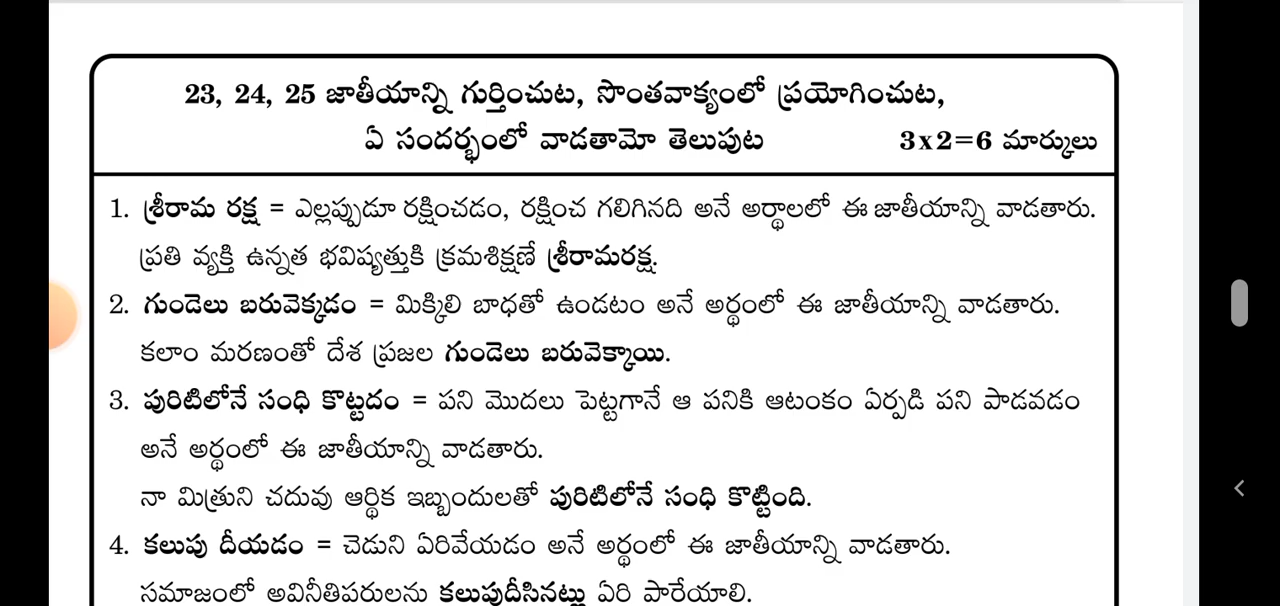 23, 24, 25 జాతీయాన్ని గుర్తించుట, సొంతవాక్యంలో ప్రయోగించుట,
ఏ సందర్భంలో వాడతామో తెలుపుట 3x2=6 మార్కులు
1. శ్రీరామ రక్ష = ఎల్లప్పుడూ రక్షించడం, రక్షించ గలిగినది అనే అర్థాలలో ఈ జాతీయాన్ని వాడతారు.
ప్రతి వ్యక్తి ఉన్నత భవిష్యత్తుకి క్రమశిక్షణే శ్రీరామరక్ష.
2. గుండెలు బరువెక్కడం = మిక్కిలి బాధతో ఉండటం అనే అర్థంలో ఈ జాతీయాన్ని వాడతారు.
కలాం మరణంతో దేశ ప్రజల గుండెలు బరువెక్కాయి.
3. పురిటిలోనే సంధి కొట్టదం = పని మొదలు పెట్టగానే ఆ పనికి ఆటంకం ఏర్పడి పని పాడవడం
అనే అర్థంలో ఈ జాతీయాన్ని వాడతారు.
నా మిత్రుని చదువు ఆర్థిక ఇబ్బందులతో పురిటిలోనే సంధి కొట్టింది.
4. కలుపు దీయడం = చెడుని ఏరివేయడం అనే అర్థంలో ఈ జాతీయాన్ని వాడతారు.
సమాజంలో అవినీతిపరులను కలుపుదీసినట్లు ఏరి పారేయాలి.